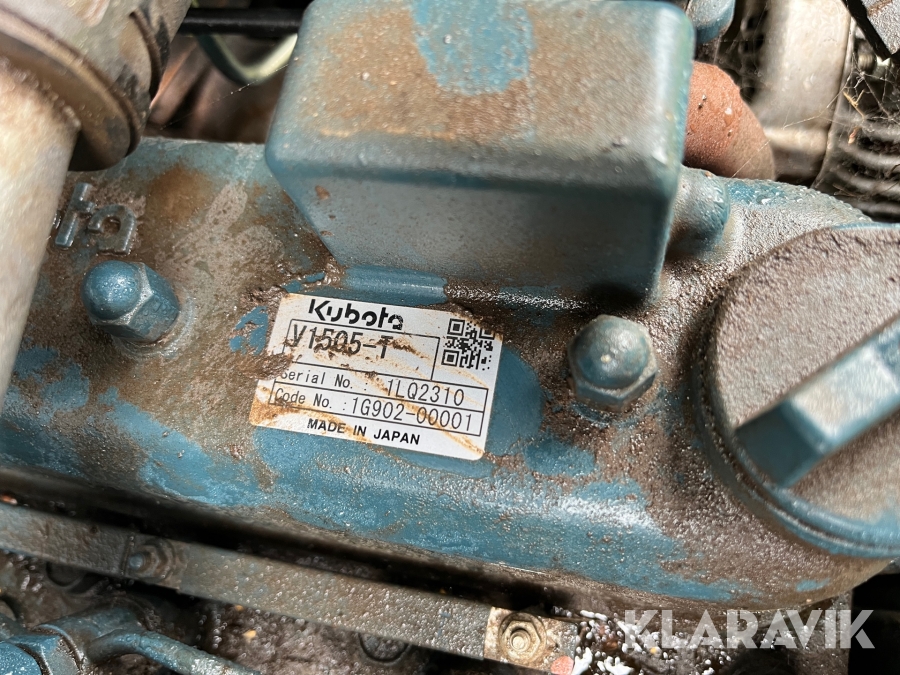 Kubota
V1505-T
Serial No. 1LQ2310
Code No. 1G902-00001
MADE IN JAPAN
KLARAVIK